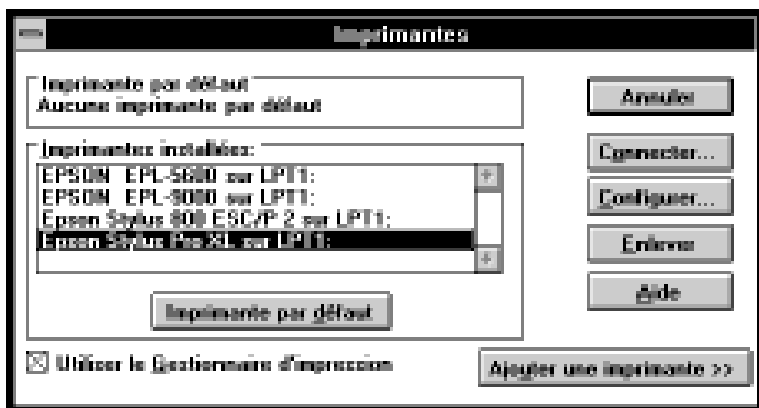 Imprimantes
Imprimante par défaut
Aucune imprimante par défaut
Annuler
Imprimantes installées:
Connecter...
EPSON EPL-5600 sur LPT1:
EPSON EPL-9000 sur LPT1:
Configurer...
Epson Stylus 800 ESC/P 2 sur LPT1:
Epson Stylus Pro XL sur LPT1:
Enlever
Aide
Imprimante par défaut
Utiliser le Gestionnaire d'impression
Ajouter une imprimante >>